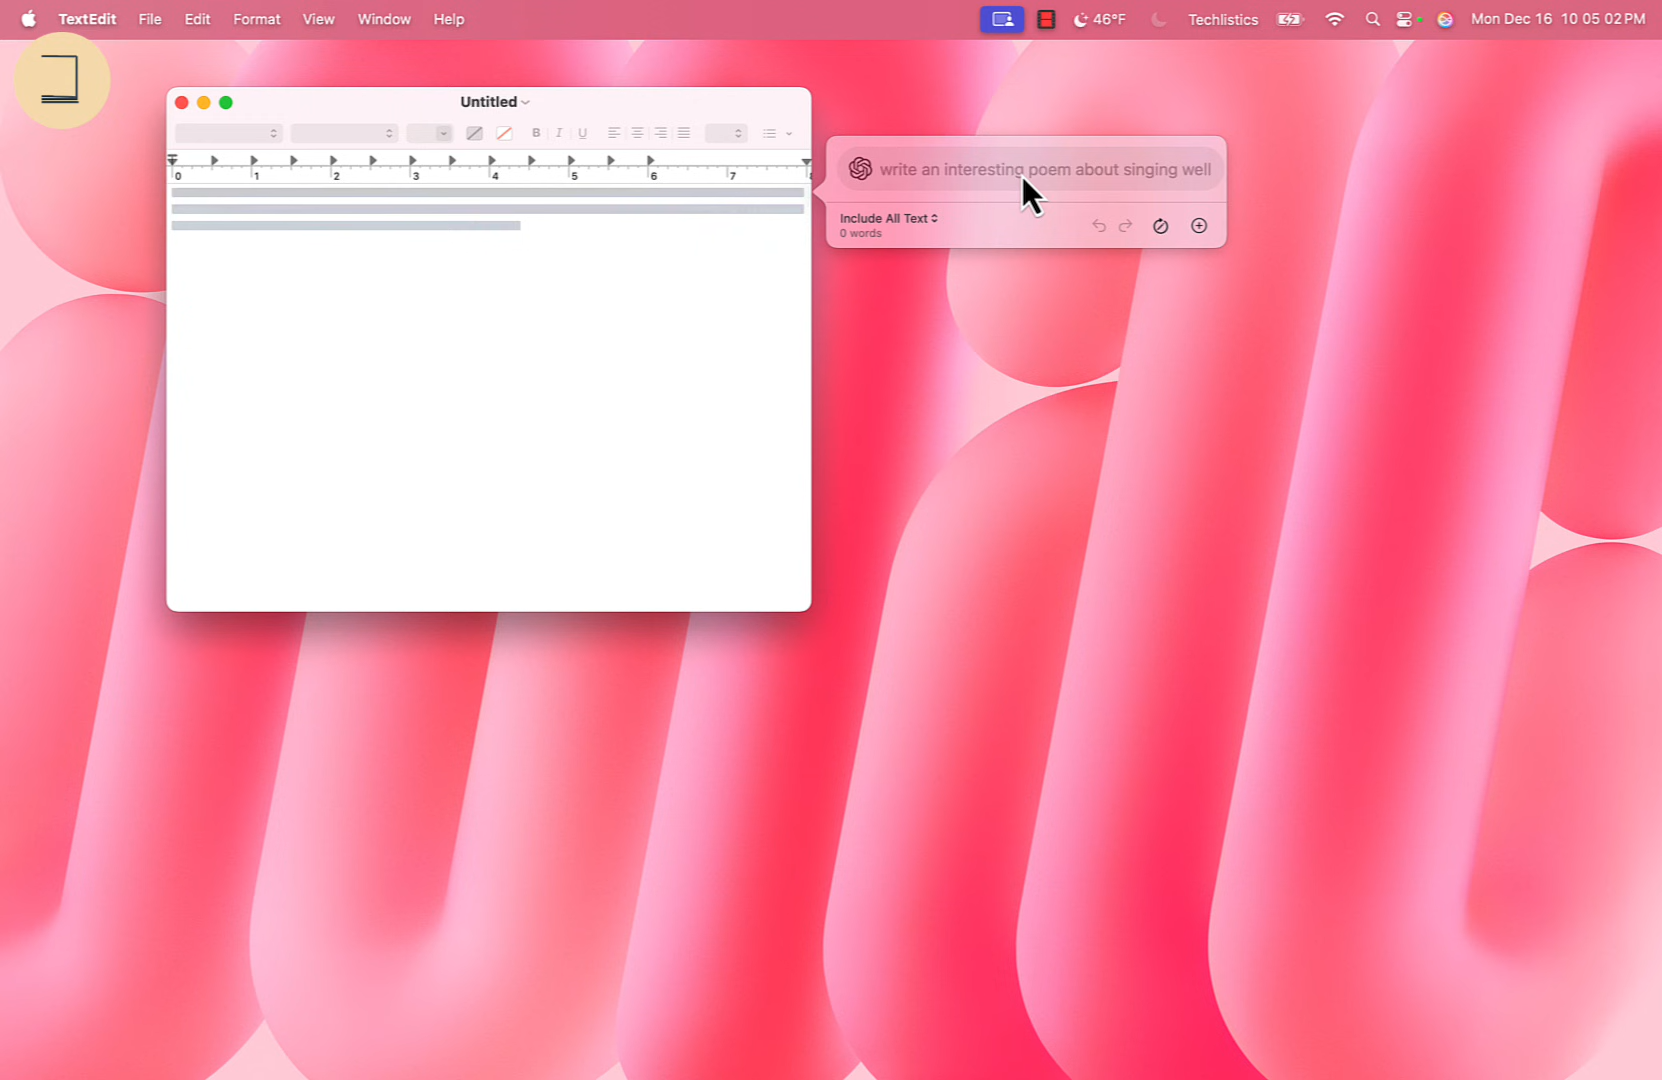 TextEdit File Edit Format View Window Help 46°F Techlistics Mon Dec 16 10 05 02 PM
Untitled
B I U
0 1 2 3 4 5 6 7
write an interesting poem about singing well
Include All Text
0 words